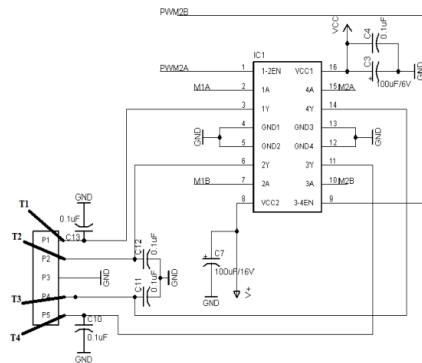 PWM2B
VCC
C4
0.1uF
GND
C3
100uF/6V
IC1
PWM2A 1 1-2EN VCC1 16
M1A 2 1A 4A 15 M2A
3 1Y 4Y 14
GND 4 GND1 GND3 13 GND
5 GND2 GND4 12
6 2Y 3Y 11
M1B 7 2A 3A 10 M2B
8 VCC2 3-4EN 9
T1
GND
0.1uF
C13
T2
P1
P2
C12
0.1uF
P3
GND
GND
C11
0.1uF
T3
P4
T4
P5
0.1uF
C10
GND
C7
100uF/16V
GND
V+